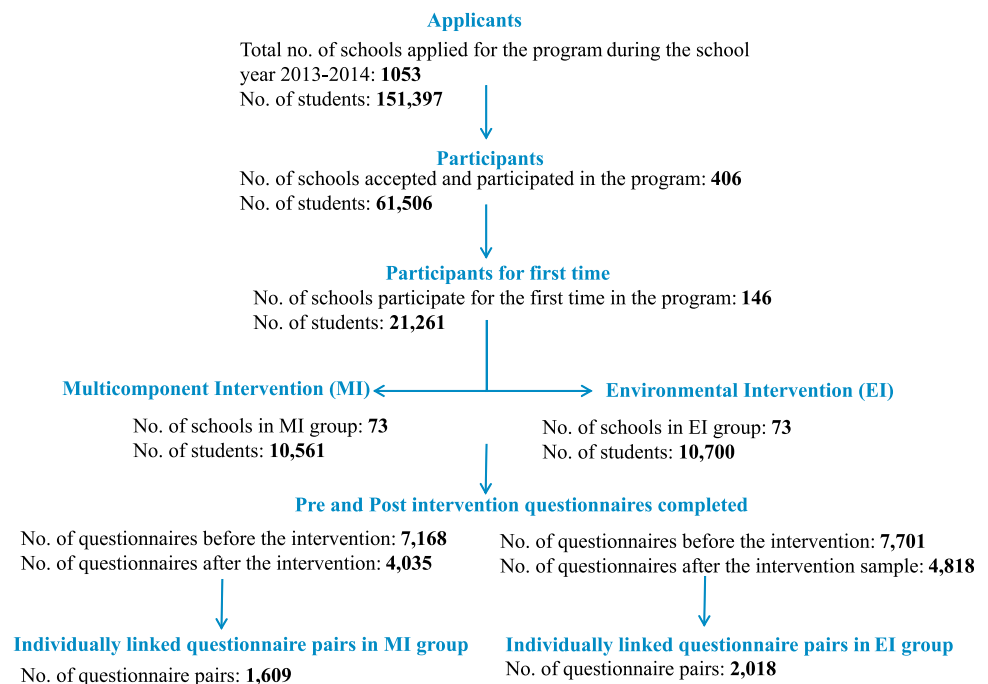 Applicants
Total no. of schools applied for the program during the school
year 2013-2014: 1053
No. of students: 151,397
Participants
No. of schools accepted and participated in the program: 406
No. of students: 61,506
Participants for first time
No. of schools participate for the first time in the program: 146
No. of students: 21,261
Multicomponent Intervention (MI)
No. of schools in MI group: 73
No. of students: 10,561
Environmental Intervention (EI)
No. of schools in EI group: 73
No. of students: 10,700
Pre and Post intervention questionnaires completed
No. of questionnaires before the intervention: 7,168
No. of questionnaires after the intervention: 4,035
No. of questionnaires before the intervention: 7,701
No. of questionnaires after the intervention sample: 4,818
Individually linked questionnaire pairs in MI group
No. of questionnaire pairs: 1,609
Individually linked questionnaire pairs in EI group
No. of questionnaire pairs: 2,018